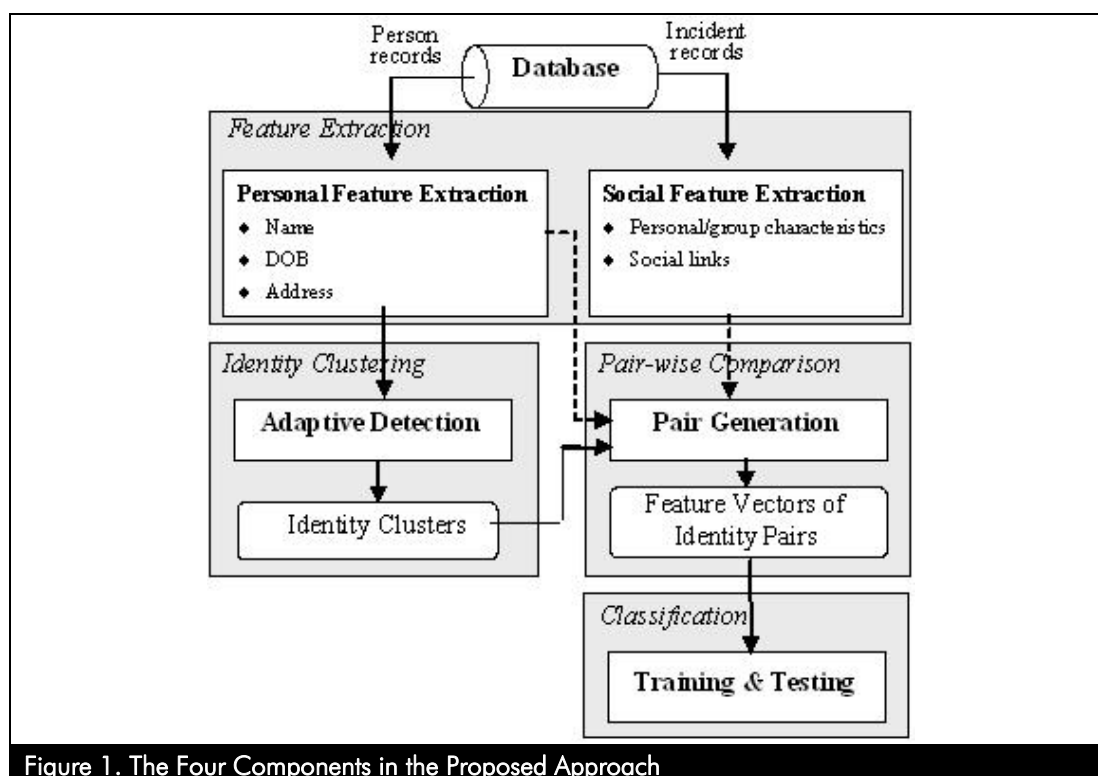 Person
records
Incident
records
Database
Feature Extraction
Personal Feature Extraction
◆ Name
◆ DOB
◆ Address
Social Feature Extraction
◆ Personal/group characteristics
◆ Social links
Identity Clustering
Adaptive Detection
Identity Clusters
Pair-wise Comparison
Pair Generation
Feature Vectors of
Identity Pairs
Classification
Training & Testing
Figure 1. The Four Components in the Proposed Approach